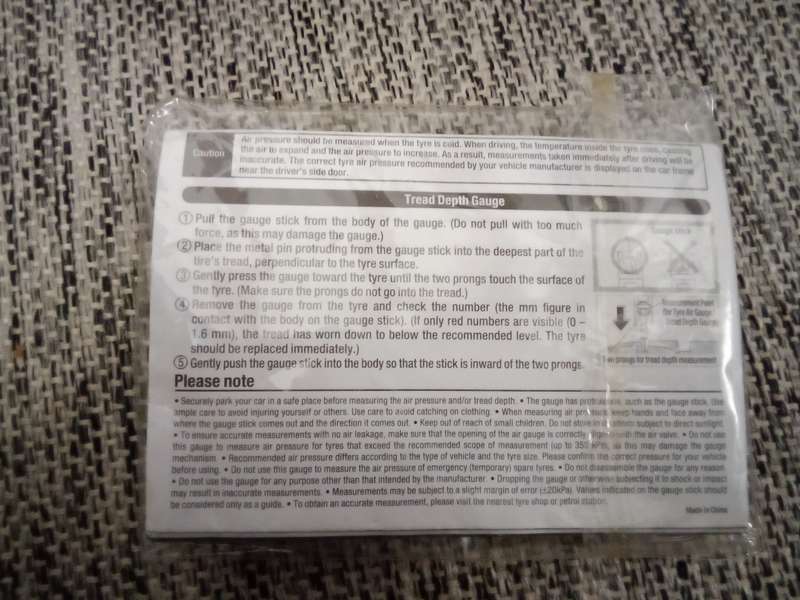 Caution
Air pressure should be measured when the tyre is cold. When driving, the temperature inside the tyre rises, causing
the air to expand and the air pressure to increase. As a result, measurements taken immediately after driving will be
inaccurate. The correct tyre air pressure recommended by your vehicle manufacturer is displayed on the car frame
near the driver's side door.
Tread Depth Gauge
① Pull the gauge stick from the body of the gauge. (Do not pull with too much
force, as this may damage the gauge.)
② Place the metal pin protruding from the gauge stick into the deepest part of the
tire's tread, perpendicular to the tyre surface.
③ Gently press the gauge toward the tyre until the two prongs touch the surface of
the tyre. (Make sure the prongs do not go into the tread.)
④ Remove the gauge from the tyre and check the number (the mm figure in
contact with the body on the gauge stick). (If only red numbers are visible (0 –
1.6 mm), the tread has worn down to below the recommended level. The tyre
should be replaced immediately.)
⑤ Gently push the gauge stick into the body so that the stick is inward of the two prongs.
Gauge stick
Measurement Point
for Tyre Air Gauge
Tread Depth Gauge
prongs for tread depth measurement
Please note
• Securely park your car in a safe place before measuring the air pressure and/or tread depth. • The gauge has protrusions, such as the gauge stick. Use
ample care to avoid injuring yourself or others. Use care to avoid catching on clothing. • When measuring air pressure, keep hands and face away from
where the gauge stick comes out and the direction it comes out. • Keep out of reach of small children. Do not store in a location subject to direct sunlight.
• To ensure accurate measurements with no air leakage, make sure that the opening of the air gauge is correctly aligned with the air valve. • Do not use
this gauge to measure air pressure for tyres that exceed the recommended scope of measurement (up to 350 kPa), as this may damage the gauge
mechanism. • Recommended air pressure differs according to the type of vehicle and the tyre size. Please confirm the correct pressure for your vehicle
before using. • Do not use this gauge to measure the air pressure of emergency (temporary) spare tyres. • Do not disassemble the gauge for any reason.
• Do not use the gauge for any purpose other than that intended by the manufacturer. • Dropping the gauge or otherwise subjecting it to shock or impact
may result in inaccurate measurements. • Measurements may be subject to a slight margin of error (±20kPa). Values indicated on the gauge stick should
be considered only as a guide. • To obtain an accurate measurement, please visit the nearest tyre shop or petrol station.
Made in China